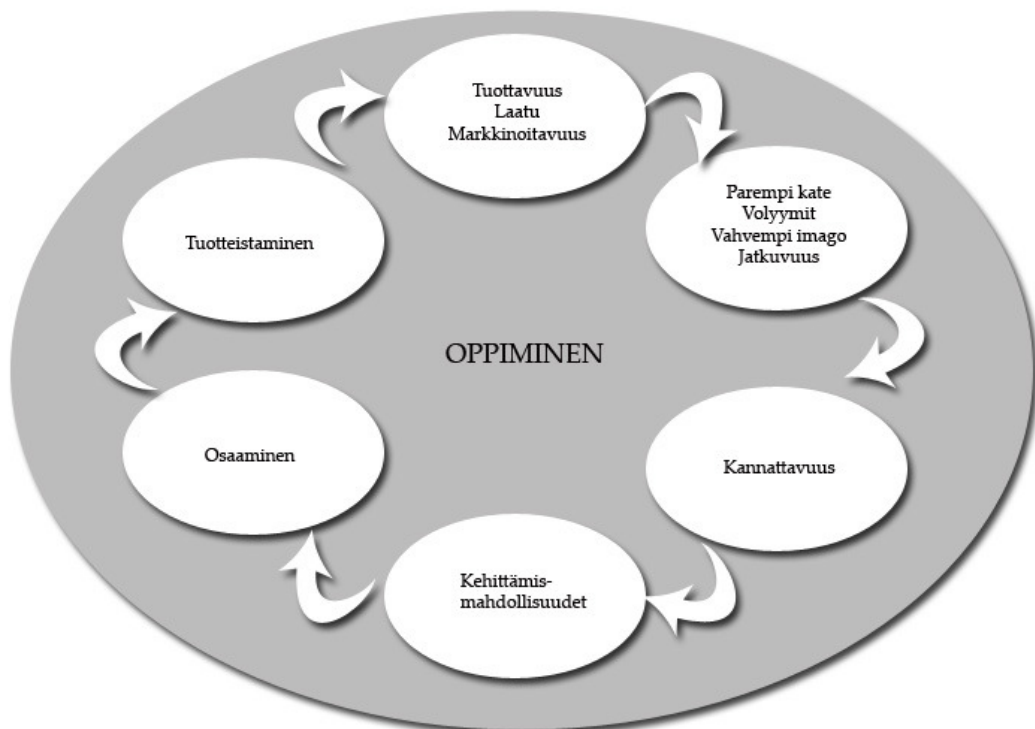 Tuottavuus
Laatu
Markkinoitavuus
Parempi kate
Volyymit
Vahvempi imago
Jatkuvuus
Tuotteistaminen
OPPIMINEN
Osaaminen
Kannattavuus
Kehittämis-
mahdollisuudet